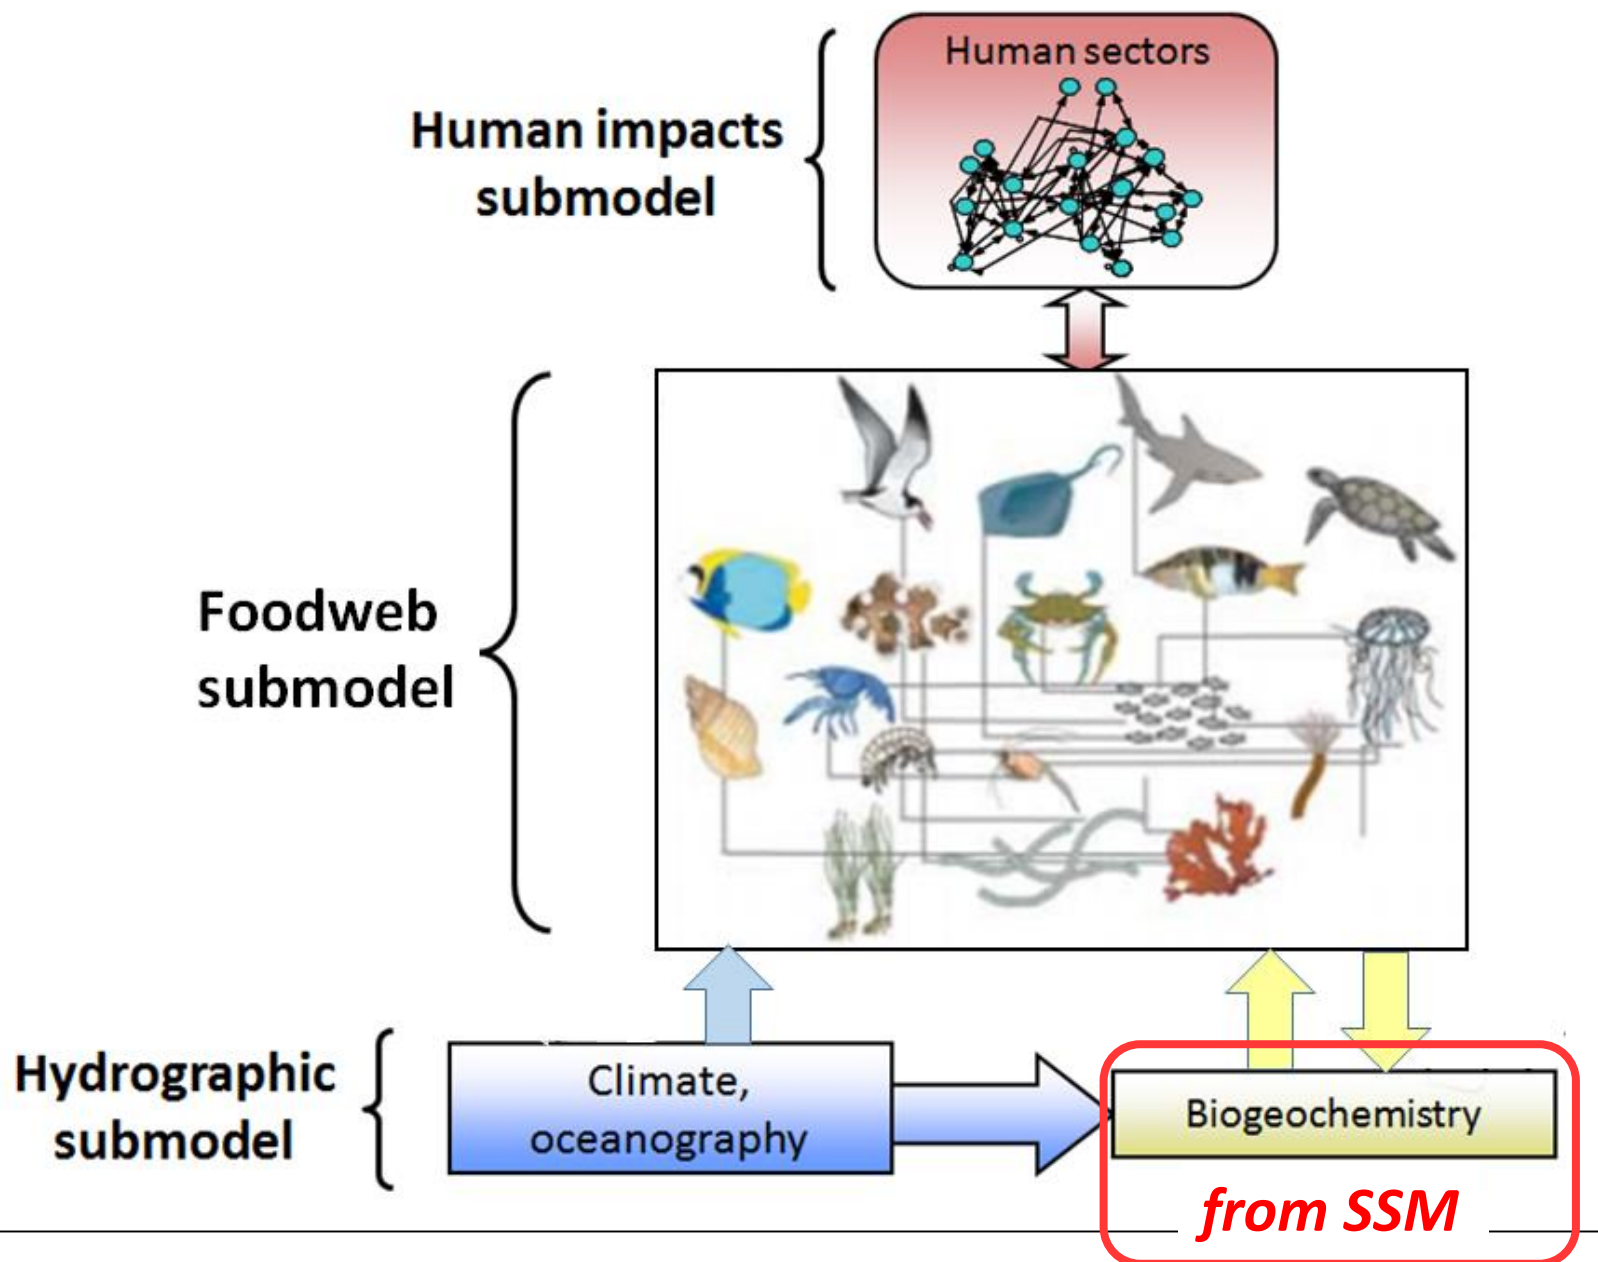 Human sectors
Human impacts
submodel
Foodweb
submodel
Hydrographic
submodel
Climate,
oceanography
Biogeochemistry
from SSM